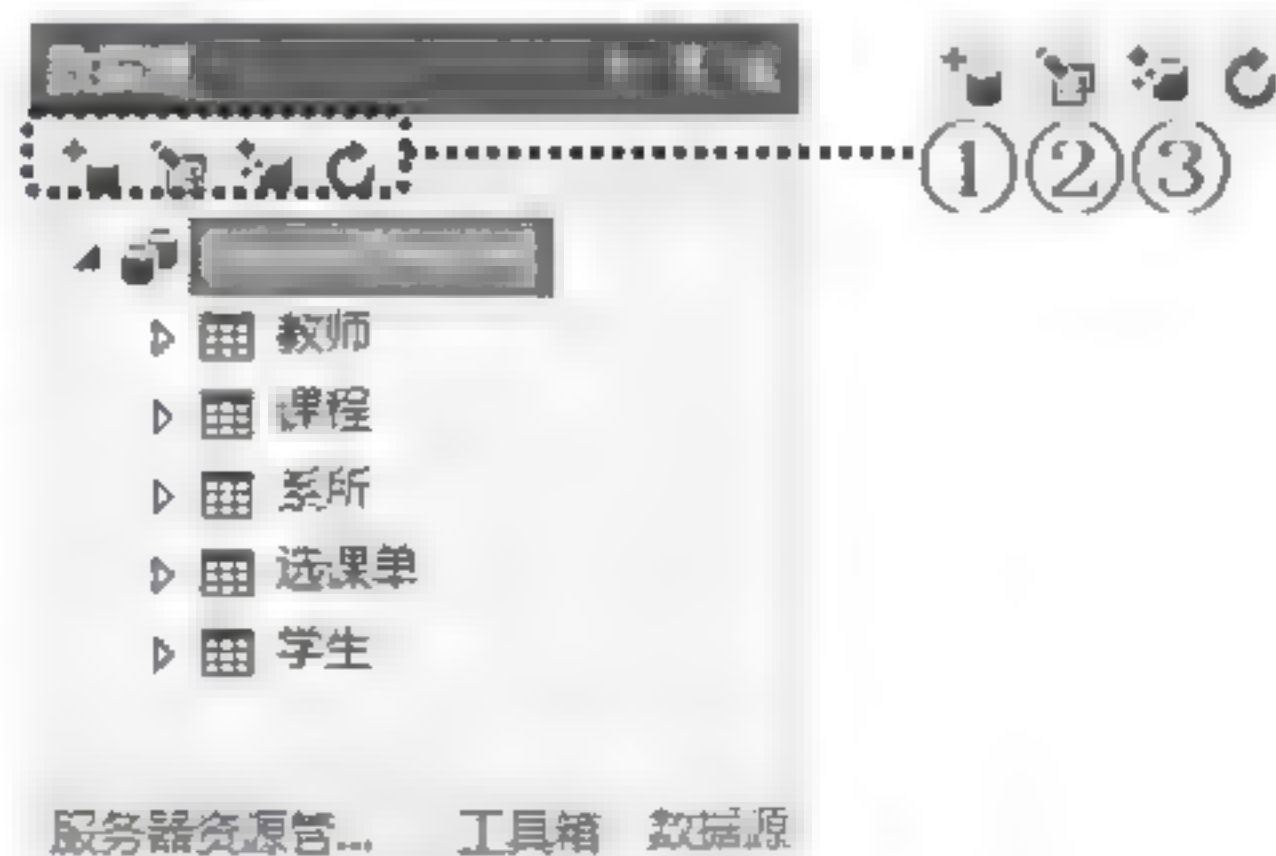 ①②③
教师
课程
系所
选课单
学生
服务器资源管... 工具箱 数据源